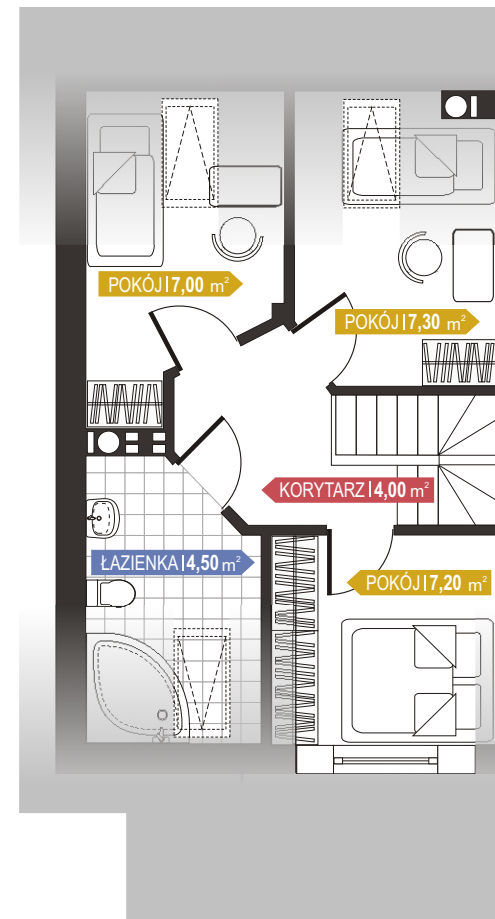 POKÓJ|7,00 m²
POKÓJ|7,30 m²
KORYTARZ|4,00 m²
ŁAZIENKA|4,50 m²
POKÓJ|7,20 m²